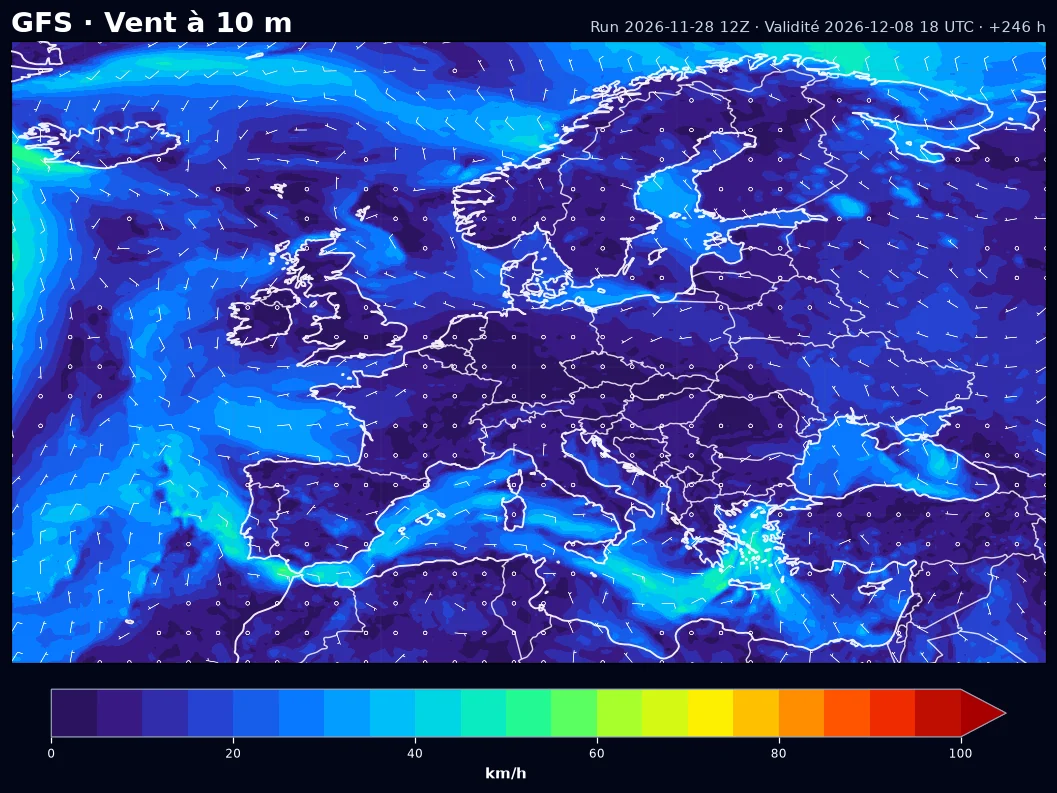 GFS · Vent à 10 m
Run 2026-11-28 12Z · Validité 2026-12-08 18 UTC · +246 h
0 20 40 60 80 100
km/h